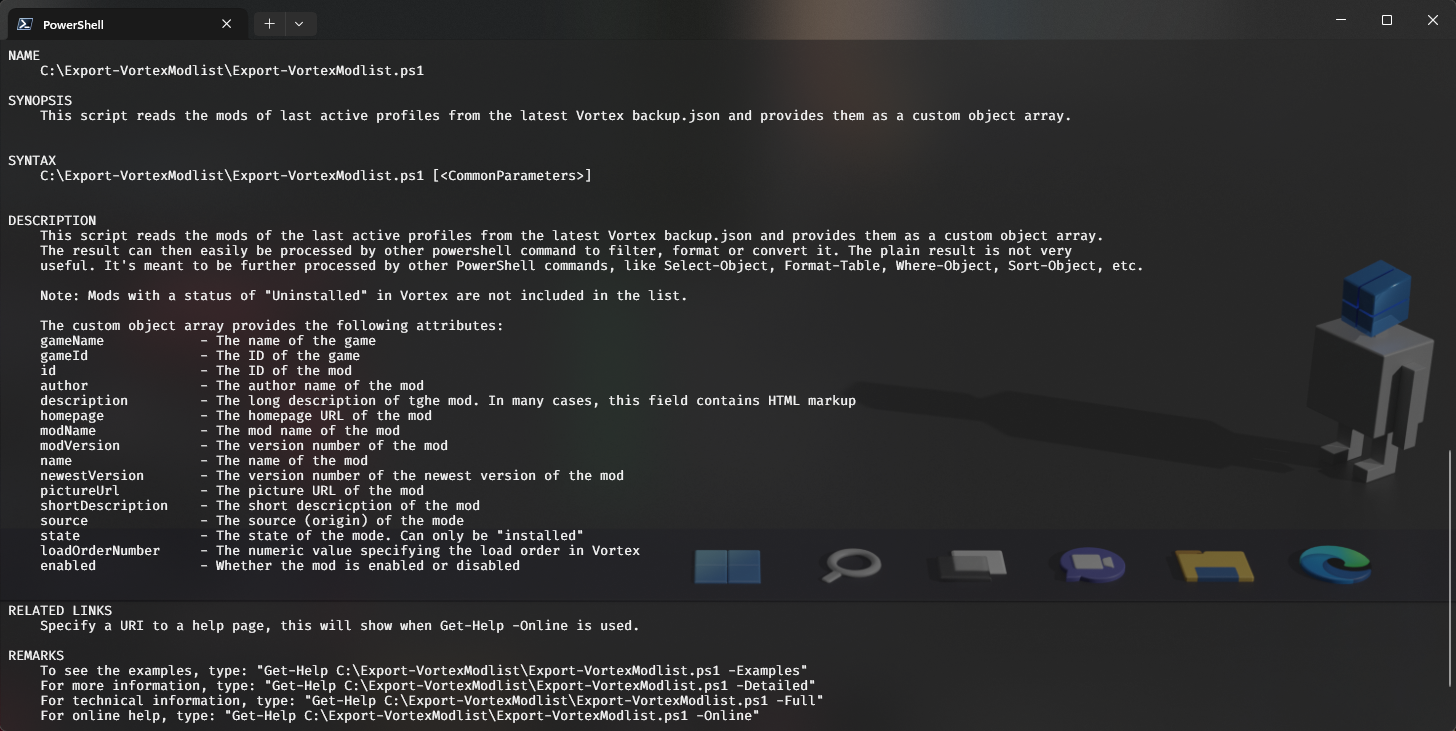 PowerShell
NAME
C:\Export-VortexModlist\Export-VortexModlist.ps1
SYNOPSIS
This script reads the mods of last active profiles from the latest Vortex backup.json and provides them as a custom object array.
SYNTAX
C:\Export-VortexModlist\Export-VortexModlist.ps1 [<CommonParameters>]
DESCRIPTION
This script reads the mods of the last active profiles from the latest Vortex backup.json and provides them as a custom object array.
The result can then easily be processed by other powershell command to filter, format or convert it. The plain result is not very
useful. It's meant to be further processed by other PowerShell commands, like Select-Object, Format-Table, Where-Object, Sort-Object, etc.
Note: Mods with a status of "Uninstalled" in Vortex are not included in the list.
The custom object array provides the following attributes:
gameName - The name of the game
gameId - The ID of the game
id - The ID of the mod
author - The author name of the mod
description - The long description of tghe mod. In many cases, this field contains HTML markup
homepage - The homepage URL of the mod
modName - The mod name of the mod
modVersion - The version number of the mod
name - The name of the mod
newestVersion - The version number of the newest version of the mod
pictureUrl - The picture URL of the mod
shortDescription - The short descricption of the mod
source - The source (origin) of the mode
state - The state of the mode. Can only be "installed"
loadOrderNumber - The numeric value specifying the load order in Vortex
enabled - Whether the mod is enabled or disabled
RELATED LINKS
Specify a URI to a help page, this will show when Get-Help -Online is used.
REMARKS
To see the examples, type: "Get-Help C:\Export-VortexModlist\Export-VortexModlist.ps1 -Examples"
For more information, type: "Get-Help C:\Export-VortexModlist\Export-VortexModlist.ps1 -Detailed"
For technical information, type: "Get-Help C:\Export-VortexModlist\Export-VortexModlist.ps1 -Full"
For online help, type: "Get-Help C:\Export-VortexModlist\Export-VortexModlist.ps1 -Online"